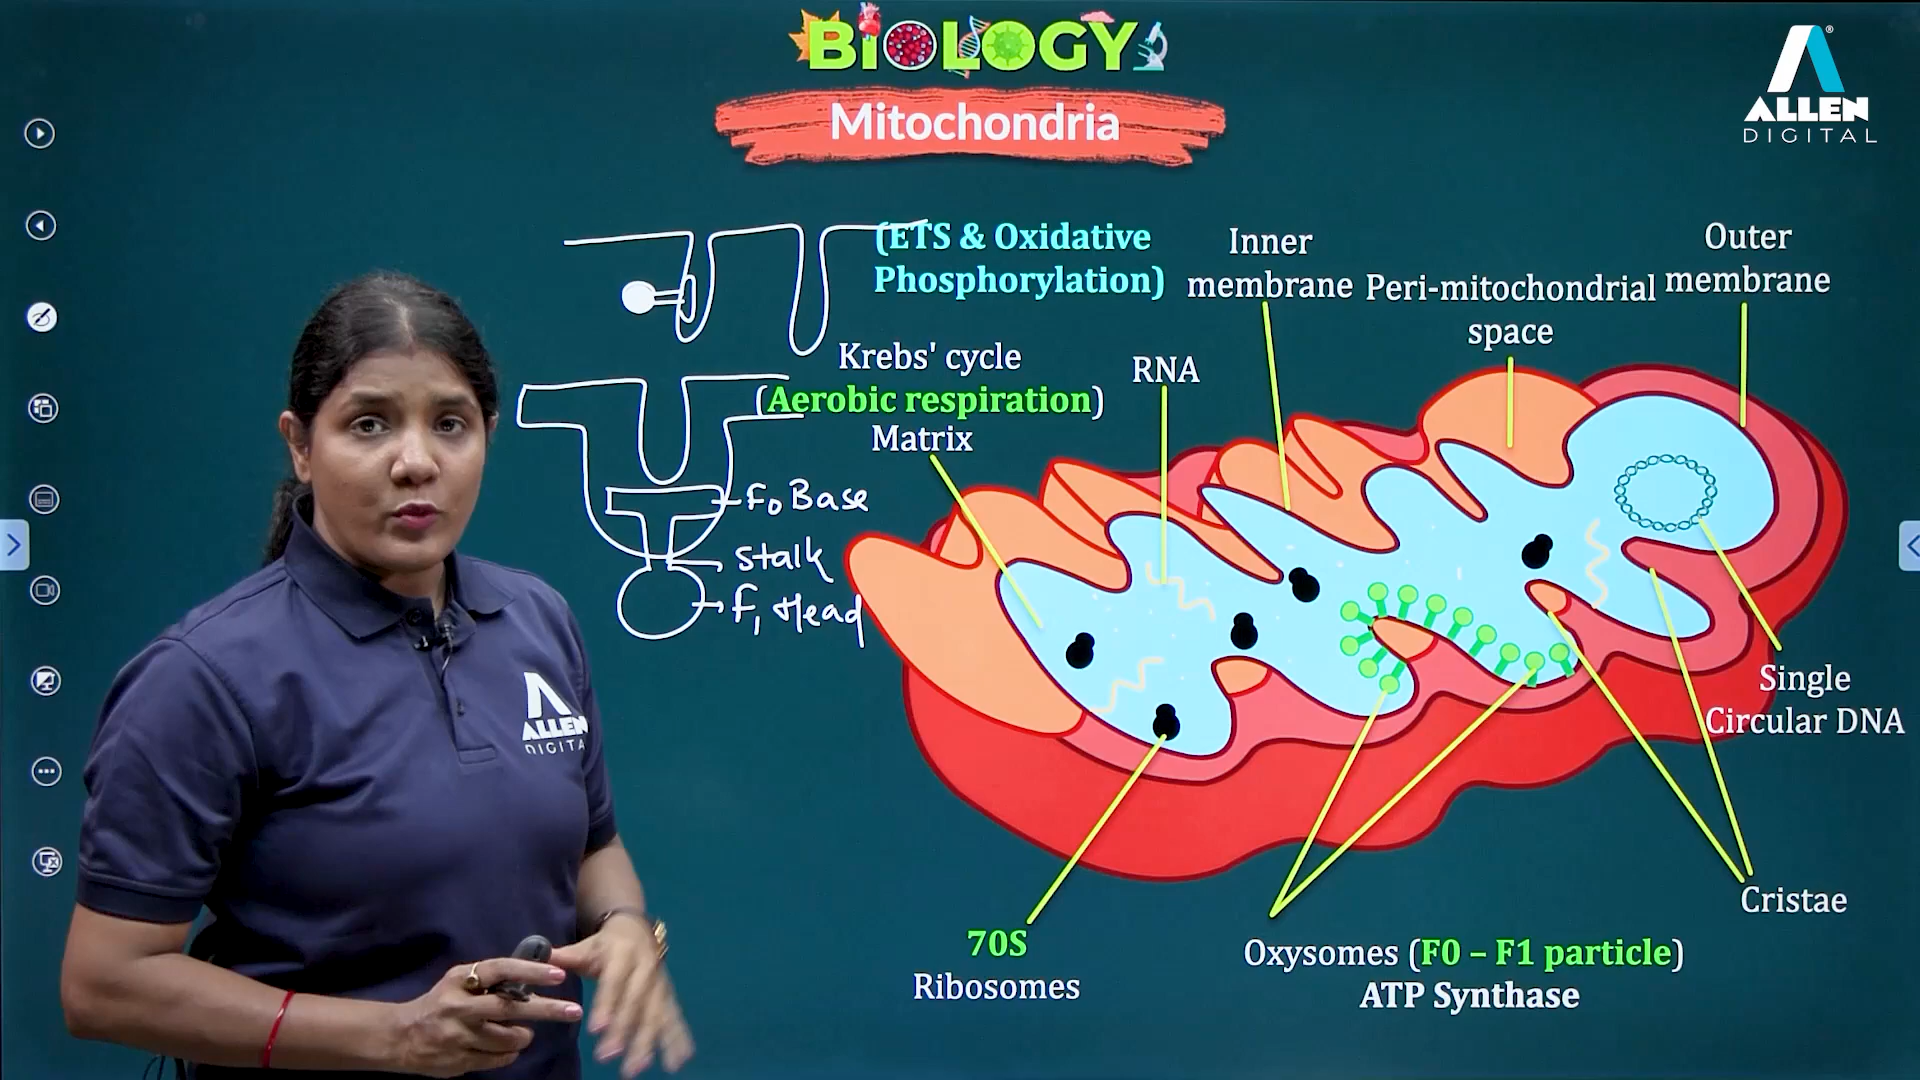 BIOLOGY
Mitochondria
ALLEN
DIGITAL
(ETS & Oxidative
Phosphorylation)
Inner
membrane
Peri-mitochondrial
space
Outer
membrane
Krebs' cycle
(Aerobic respiration)
Matrix
RNA
F0 Base
Stalk
F1 Head
Single
Circular DNA
Cristae
70S
Ribosomes
Oxysomes (F0 – F1 particle)
ATP Synthase
ALLEN
DIGITA